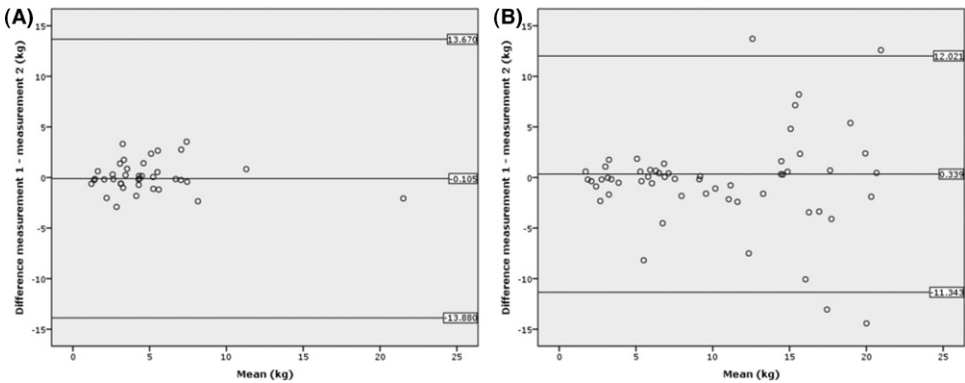 (A)
Difference measurement 1 - measurement 2 (kg)
15
10
5
0
-5
-10
-15
13.670
-0.105
-13.880
0 5 10 15 20 25
Mean (kg)
(B)
Difference measurement 1 - measurement 2 (kg)
15
10
5
0
-5
-10
-15
12.021
0.339
-11.343
0 5 10 15 20 25
Mean (kg)